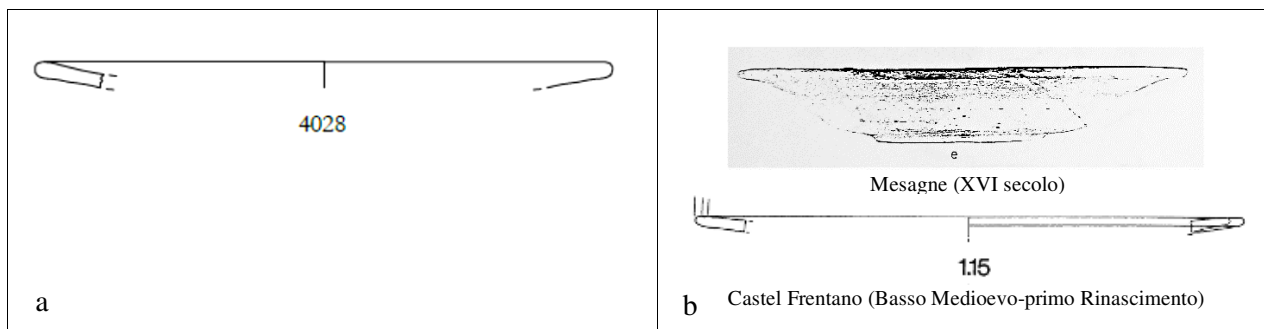 4028
a
e
Mesagne (XVI secolo)
1.15
b
Castel Frentano (Basso Medioevo-primo Rinascimento)